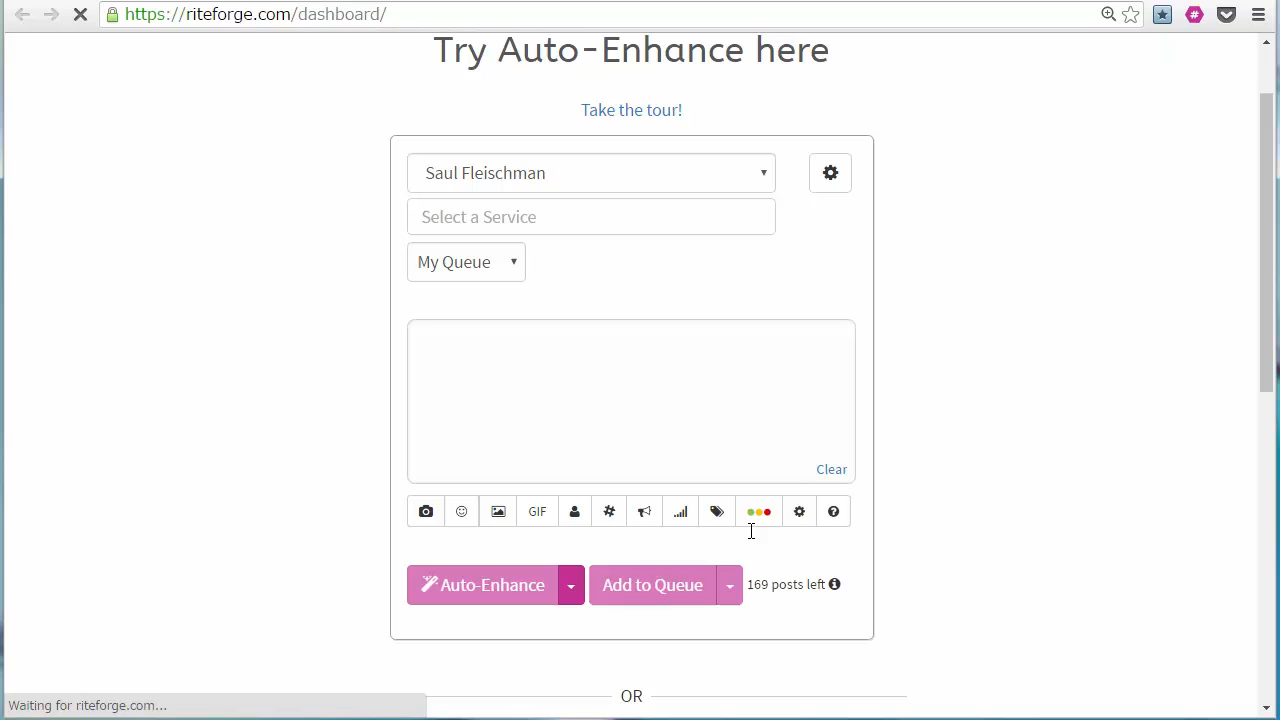 https://riteforge.com/dashboard/
Try Auto-Enhance here
Take the tour!
Saul Fleischman
Select a Service
My Queue
Clear
GIF
Auto-Enhance
Add to Queue
169 posts left
OR
Waiting for riteforge.com...